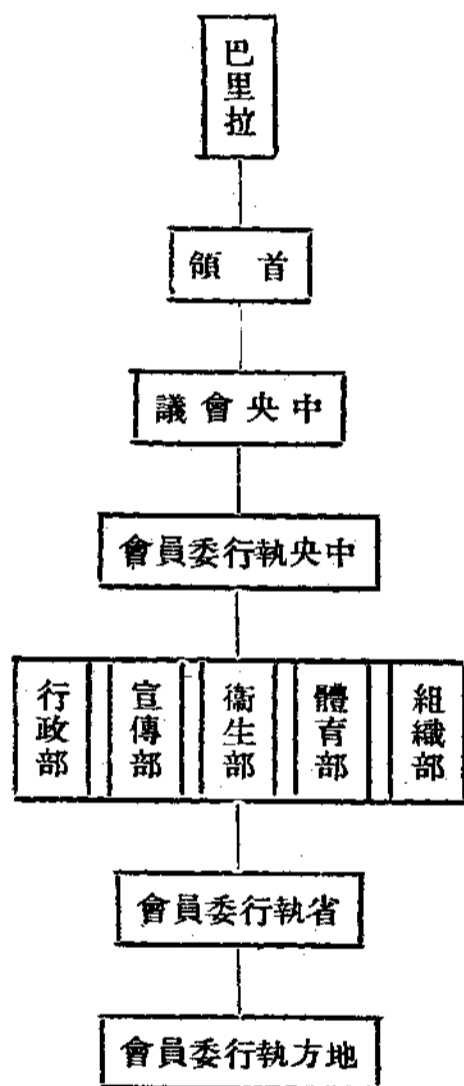 巴里拉
首領
中央會議
中央執行委員會
組織部
體育部
衛生部
宣傳部
行政部
省執行委員會
地方執行委員會